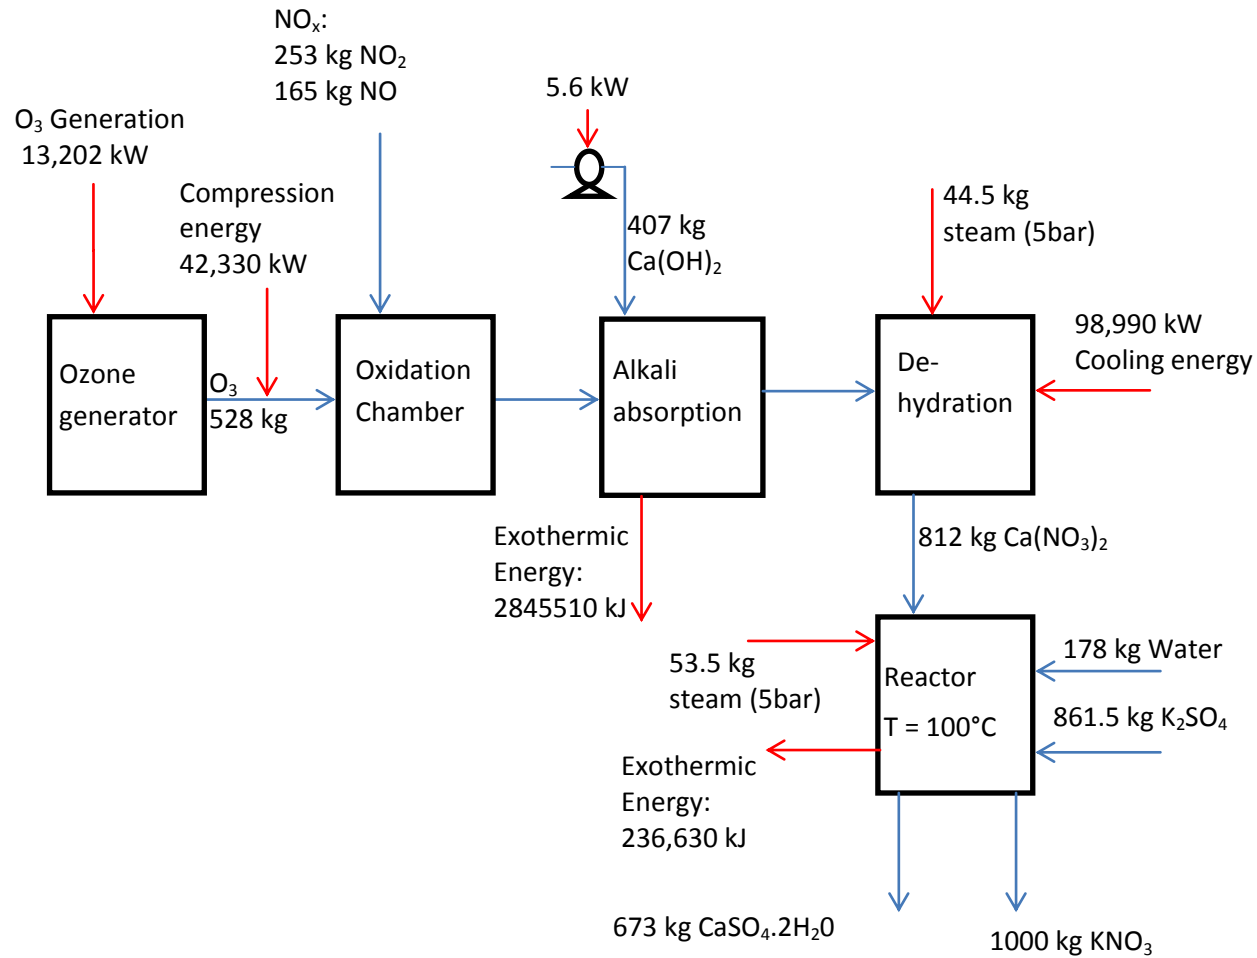 NOₓ:
253 kg NO₂
165 kg NO
5.6 kW
O₃ Generation
13,202 kW
Compression
energy
42,330 kW
407 kg
Ca(OH)₂
44.5 kg
steam (5bar)
98,990 kW
Cooling energy
Ozone
generator
O₃
528 kg
Oxidation
Chamber
Alkali
absorption
De-
hydration
Exothermic
Energy:
2845510 kJ
812 kg Ca(NO₃)₂
53.5 kg
steam (5bar)
Reactor
T = 100°C
178 kg Water
861.5 kg K₂SO₄
Exothermic
Energy:
236,630 kJ
673 kg CaSO₄.2H₂0
1000 kg KNO₃